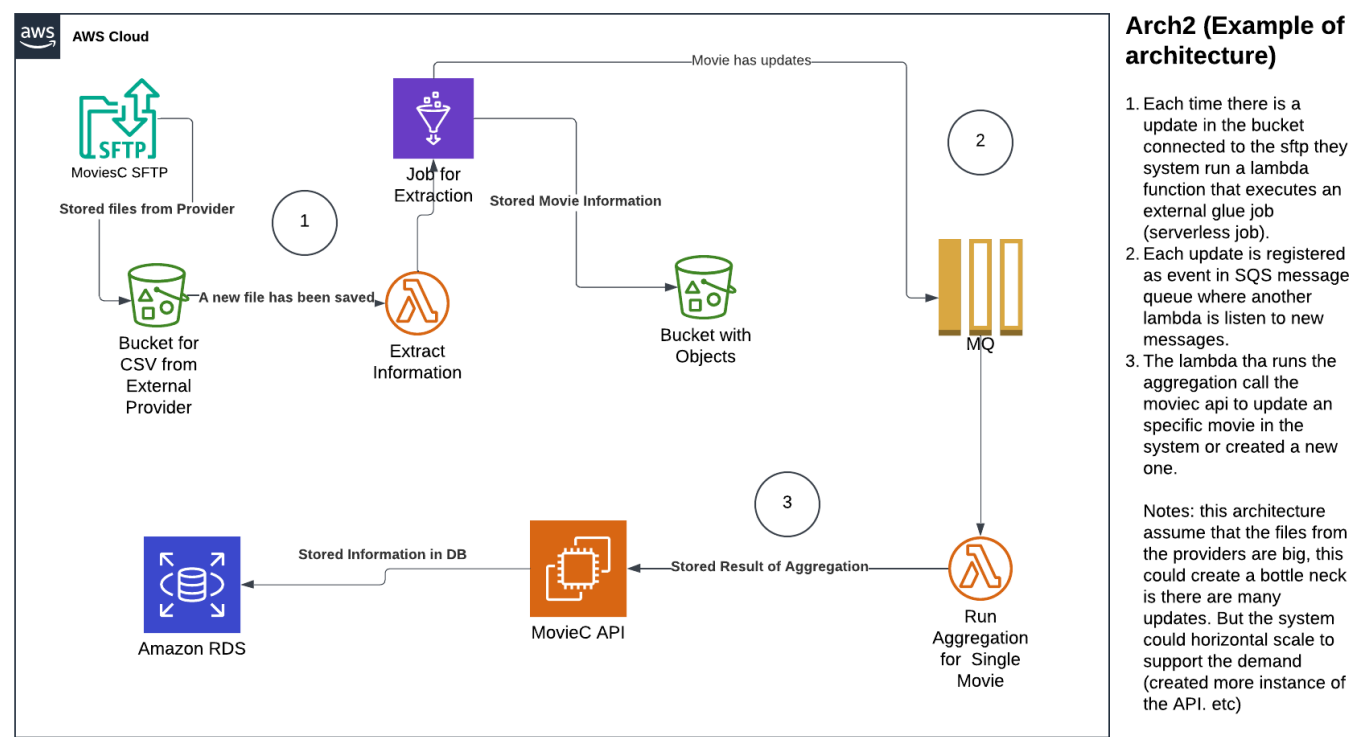 aws
AWS Cloud
SFTP
MoviesC SFTP
Stored files from Provider
1
Bucket for
CSV from
External
Provider
A new file has been saved
Extract
Information
Job for
Extraction
Movie has updates
Stored Movie Information
Bucket with
Objects
2
MQ
3
Run
Aggregation
for Single
Movie
Stored Result of Aggregation
MovieC API
Stored Information in DB
Amazon RDS
Arch2 (Example of
architecture)
1. Each time there is a
update in the bucket
connected to the sftp they
system run a lambda
function that executes an
external glue job
(serverless job).
2. Each update is registered
as event in SQS message
queue where another
lambda is listen to new
messages.
3. The lambda tha runs the
aggregation call the
moviec api to update an
specific movie in the
system or created a new
one.
Notes: this architecture
assume that the files from
the providers are big, this
could create a bottle neck
is there are many
updates. But the system
could horizontal scale to
support the demand
(created more instance of
the API. etc)